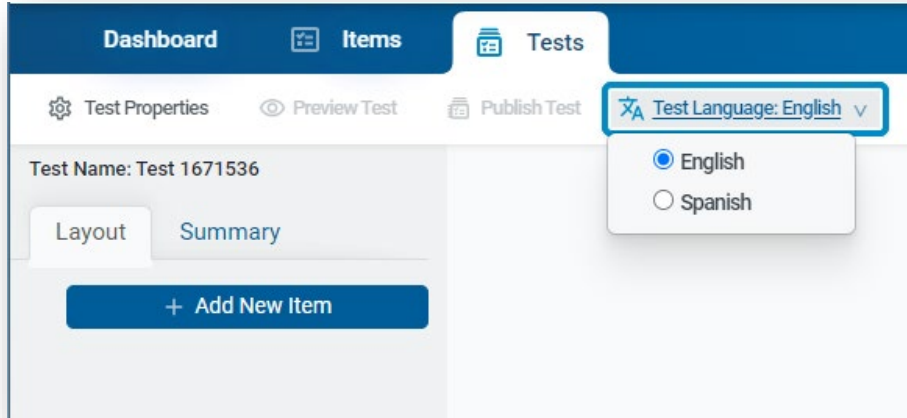 Dashboard Items Tests
Test Properties Preview Test Publish Test Test Language: English
English
Spanish
Test Name: Test 1671536
Layout Summary
+ Add New Item